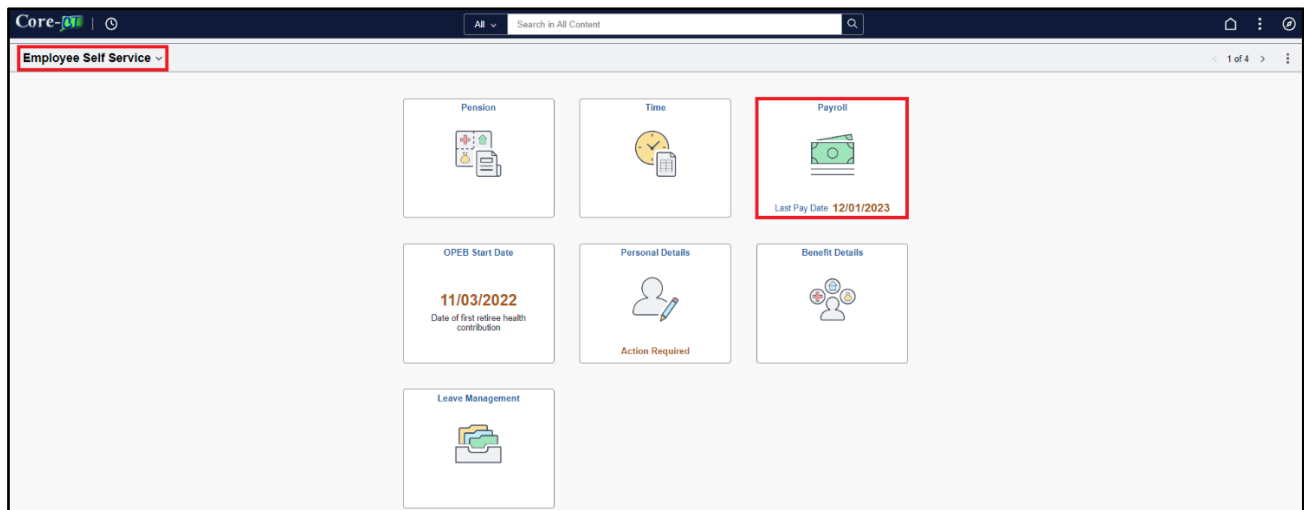 Core-CT
All Search in All Content
Employee Self Service
1 of 4
Pension
Time
Payroll
Last Pay Date 12/01/2023
OPEB Start Date
11/03/2022
Date of first retiree health
contribution
Personal Details
Action Required
Benefit Details
Leave Management